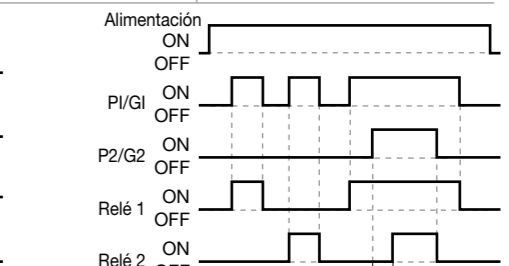 Alimentación
ON
OFF
PI/GI ON
OFF
P2/G2 ON
OFF
Relé 1 ON
OFF
Relé 2 ON